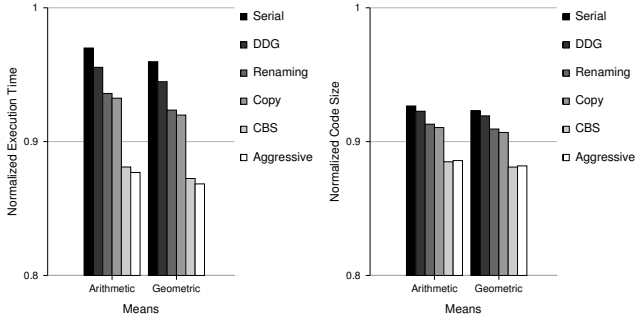 1
0.9
0.8
Normalized Execution Time
Arithmetic
Geometric
Means
Serial
DDG
Renaming
Copy
CBS
Aggressive
1
0.9
0.8
Normalized Code Size
Arithmetic
Geometric
Means
Serial
DDG
Renaming
Copy
CBS
Aggressive